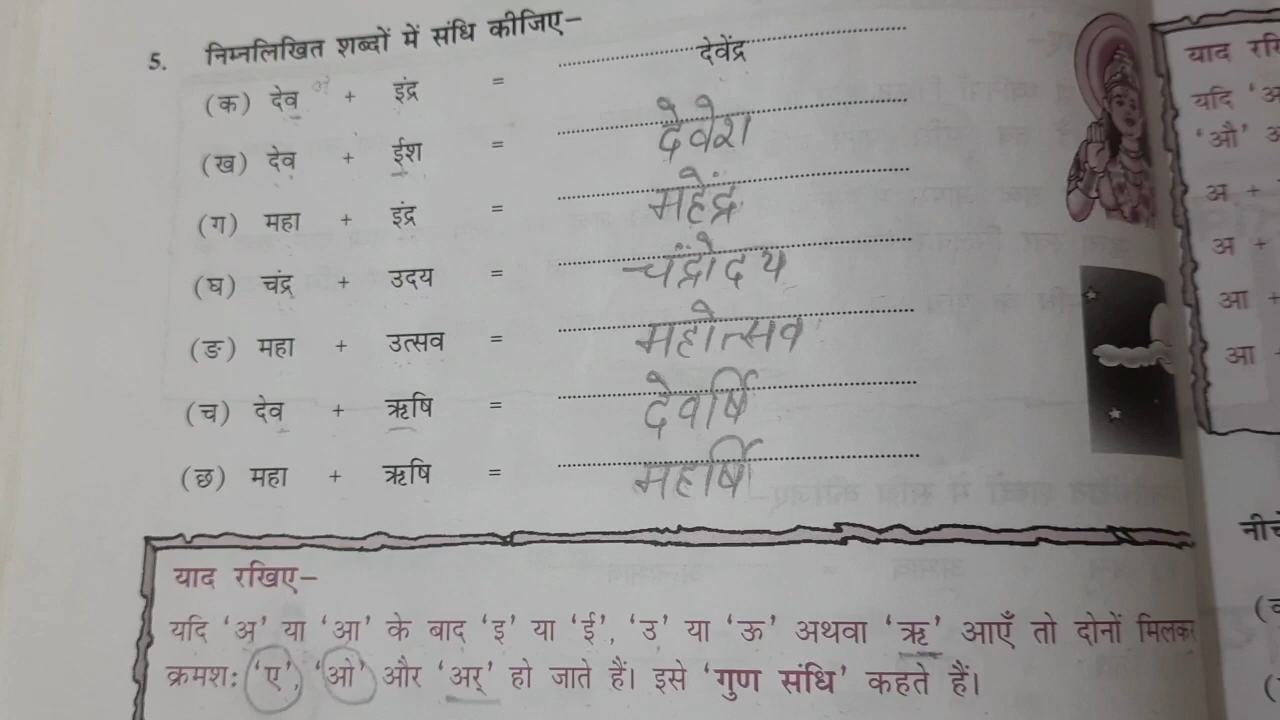 5. निम्नलिखित शब्दों में संधि कीजिए–
(क) देव + इंद्र = देवेंद्र
(ख) देव + ईश = देवेश
(ग) महा + इंद्र = महेंद्र
(घ) चंद्र + उदय = चंद्रोदय
(ङ) महा + उत्सव = महोत्सव
(च) देव + ऋषि = देवर्षि
(छ) महा + ऋषि = महर्षि
याद रखिए–
यदि ‘अ’ या ‘आ’ के बाद ‘इ’ या ‘ई’, ‘उ’ या ‘ऊ’ अथवा ‘ऋ’ आएँ तो दोनों मिलकर
क्रमश: ‘ए’, ‘ओ’ और ‘अर्’ हो जाते हैं। इसे ‘गुण संधि’ कहते हैं।
याद
यदि
‘औ’
अ +
अ +
आ +
आ